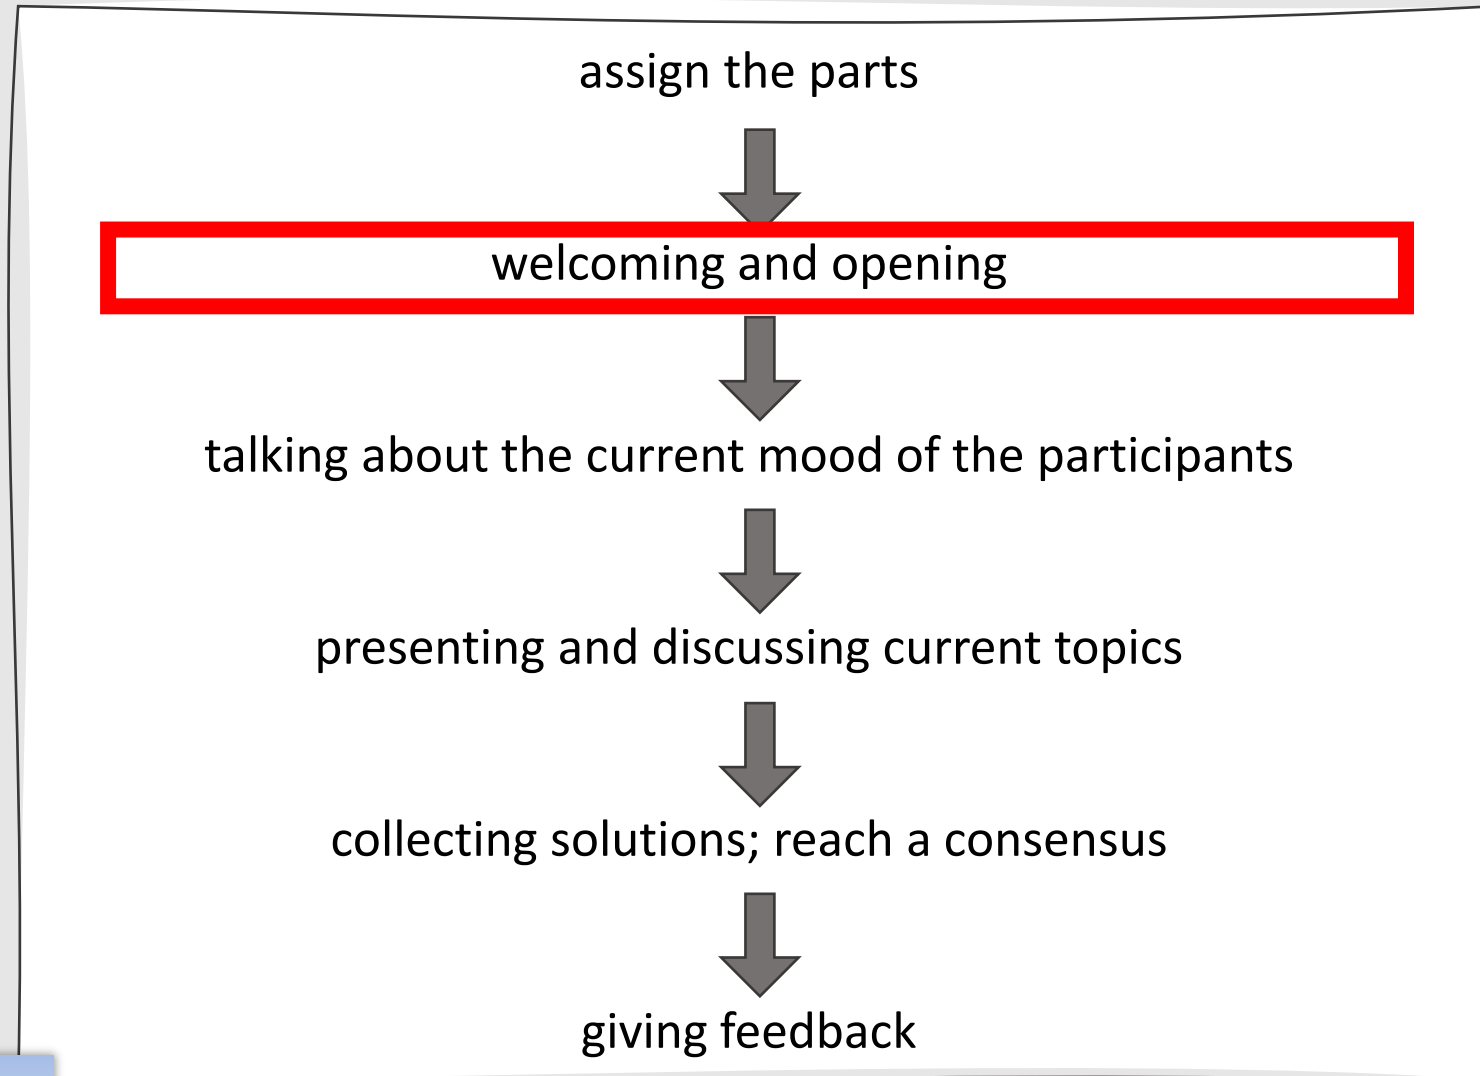 assign the parts
welcoming and opening
talking about the current mood of the participants
presenting and discussing current topics
collecting solutions; reach a consensus
giving feedback